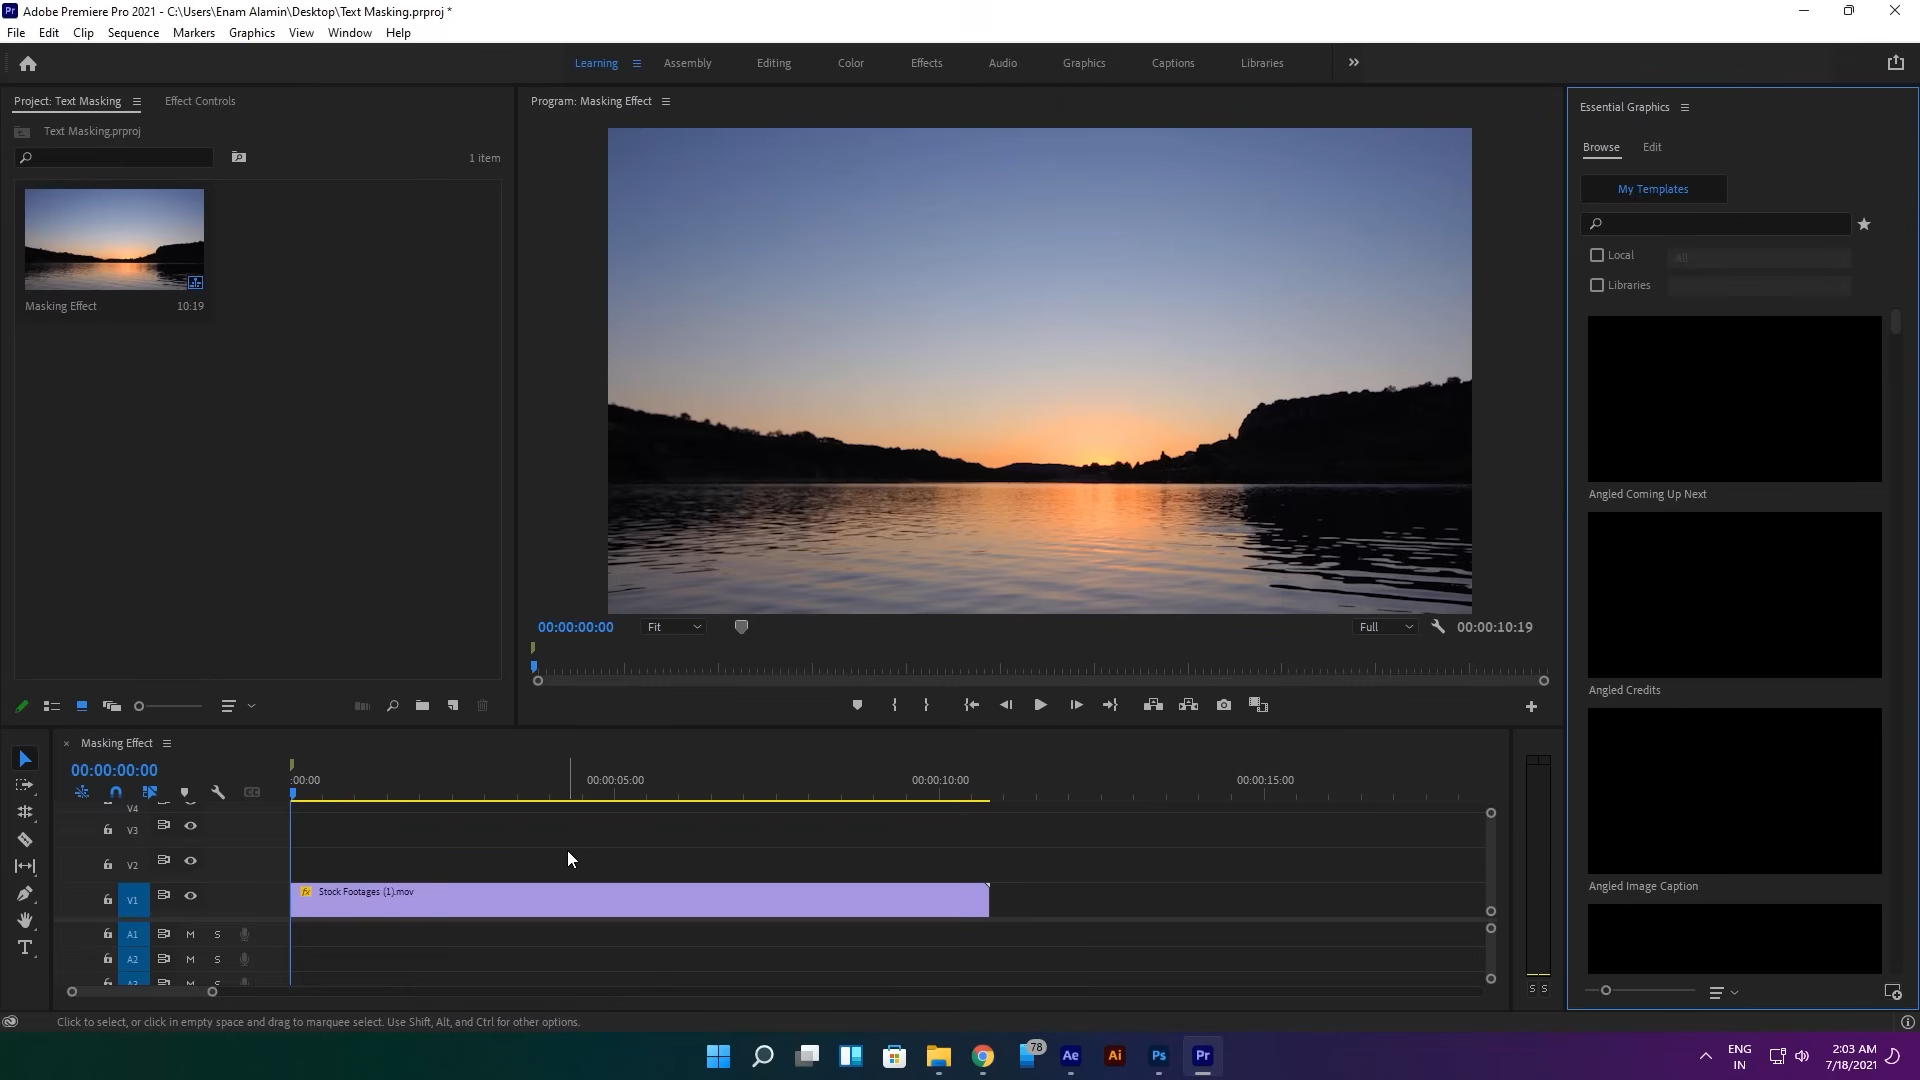 Adobe Premiere Pro 2021 - C:\Users\Enam Alamin\Desktop\Text Masking.prproj *
File Edit Clip Sequence Markers Graphics View Window Help
Learning Assembly Editing Color Effects Audio Graphics Captions Libraries
Project: Text Masking Effect Controls
Text Masking.prproj
1 item
Masking Effect 10:19
Program: Masking Effect
00:00:00:00 Fit Full 00:00:10:19
Essential Graphics
Browse Edit
My Templates
Local All
Libraries
Angled Coming Up Next
Angled Credits
Angled Image Caption
Masking Effect
00:00:00:00
:00:00 00:00:05:00 00:00:10:00 00:00:15:00
V4
V3
V2
V1 fx Stock Footages (1).mov
A1 M S
A2 M S
A3 M S
S S
Click to select, or click in empty space and drag to marquee select. Use Shift, Alt, and Ctrl for other options.
78
Ae Ai Ps Pr
ENG
IN
2:03 AM
7/18/2021